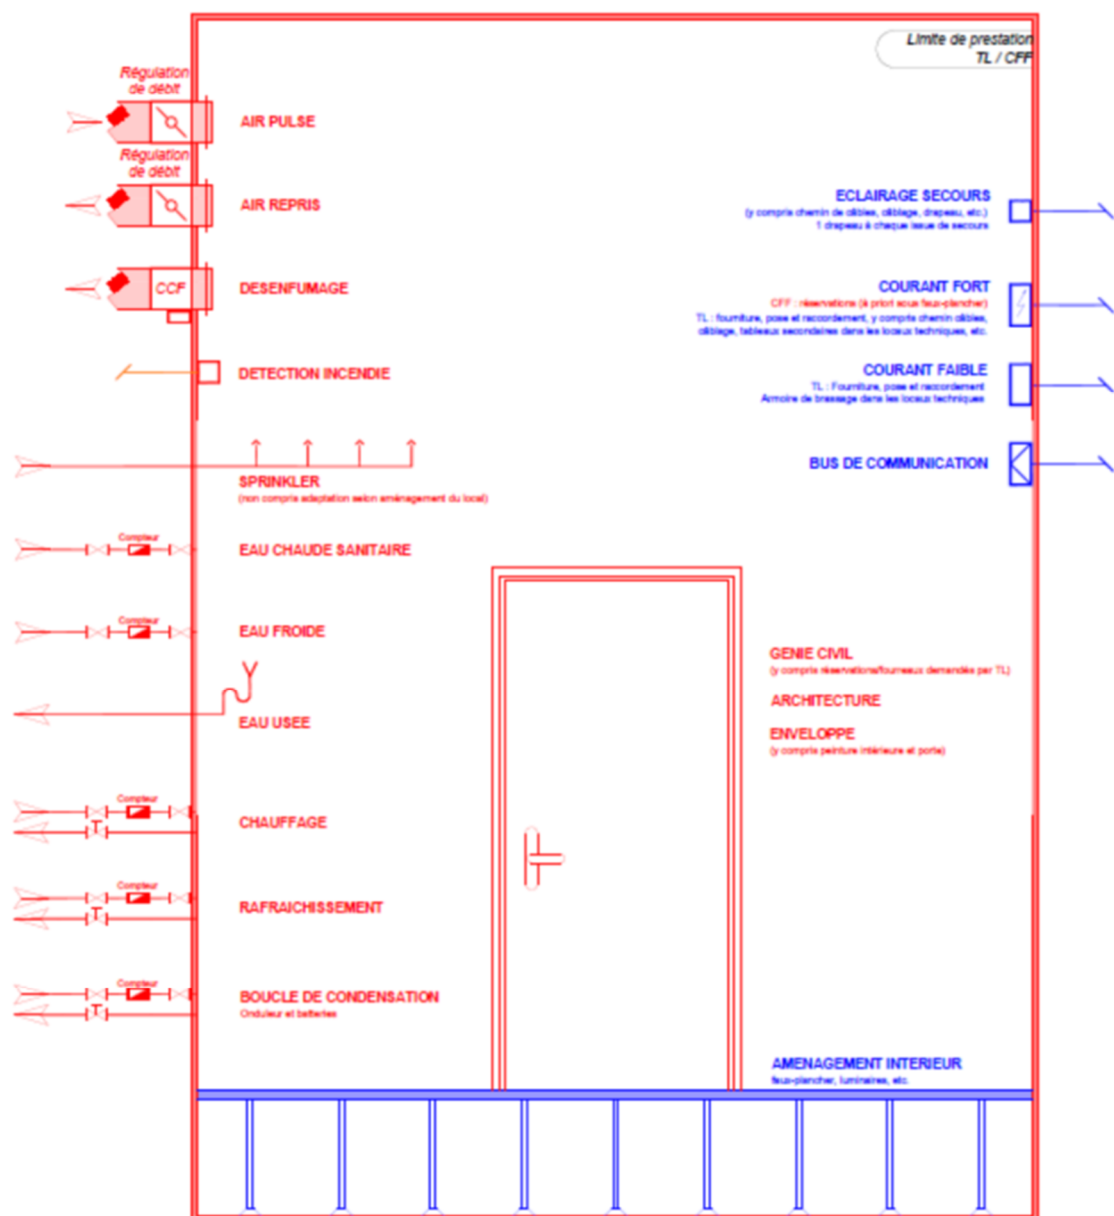 Limite de prestation
TL / CFF
Régulation
de débit
AIR PULSE
Régulation
de débit
AIR REPRIS
CCF
DESENFUMAGE
DETECTION INCENDIE
SPRINKLER
(non compris adaptation selon aménagement du local)
Compteur
EAU CHAUDE SANITAIRE
Compteur
EAU FROIDE
EAU USEE
Compteur
T
CHAUFFAGE
Compteur
T
RAFRAICHISSEMENT
Compteur
T
BOUCLE DE CONDENSATION
Onduleur et batteries
ECLAIRAGE SECOURS
(y compris chemin de câbles, câblage, drapeau, etc.)
1 drapeau à chaque issue de secours
COURANT FORT
CFF : réservations (à priori sous faux-plancher)
TL : fourniture, pose et raccordement, y compris chemin câbles,
câblage, tableaux secondaires dans les locaux techniques, etc.
COURANT FAIBLE
TL : Fourniture, pose et raccordement
Armoire de brassage dans les locaux techniques
BUS DE COMMUNICATION
GENIE CIVIL
(y compris réservations/fourreaux demandés par TL)
ARCHITECTURE
ENVELOPPE
(y compris peinture intérieure et porte)
AMENAGEMENT INTERIEUR
faux-plancher, luminaires, etc.